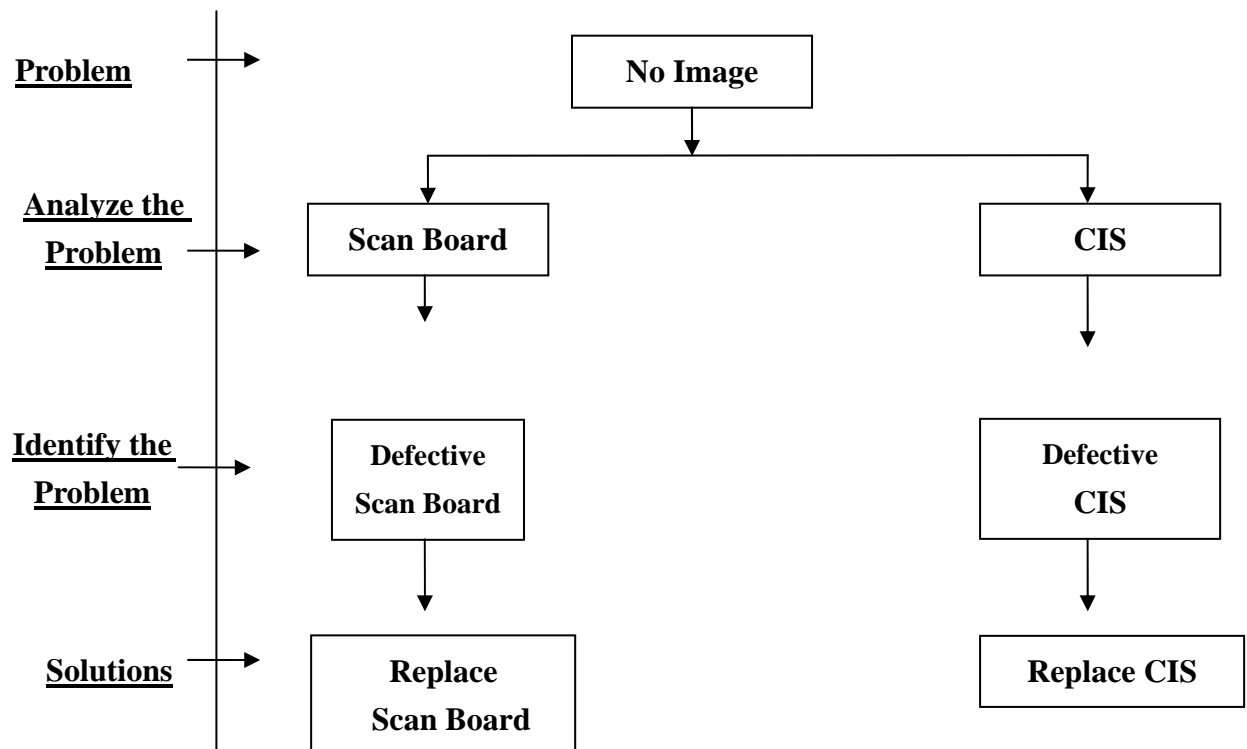 Problem
No Image
Analyze the
Problem
Scan Board
CIS
Identify the
Problem
Defective
Scan Board
Defective
CIS
Solutions
Replace
Scan Board
Replace CIS